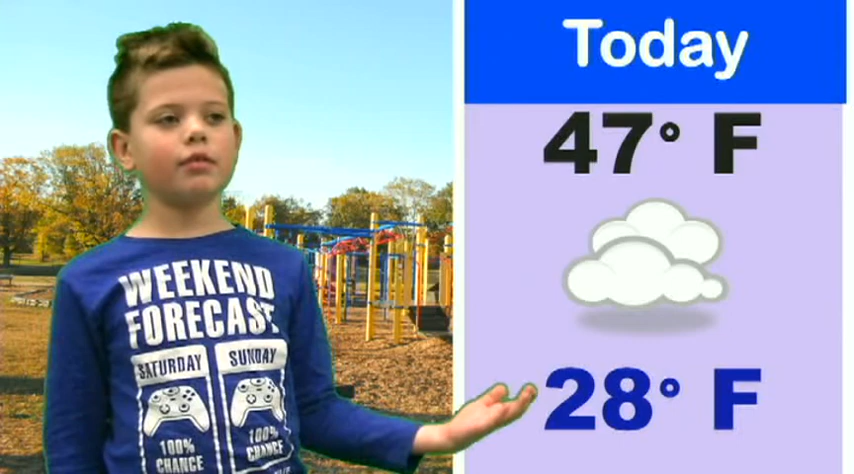 Today
47° F
28° F
WEEKEND
FORECAST
SATURDAY SUNDAY
100% 100%
CHANCE CHANCE